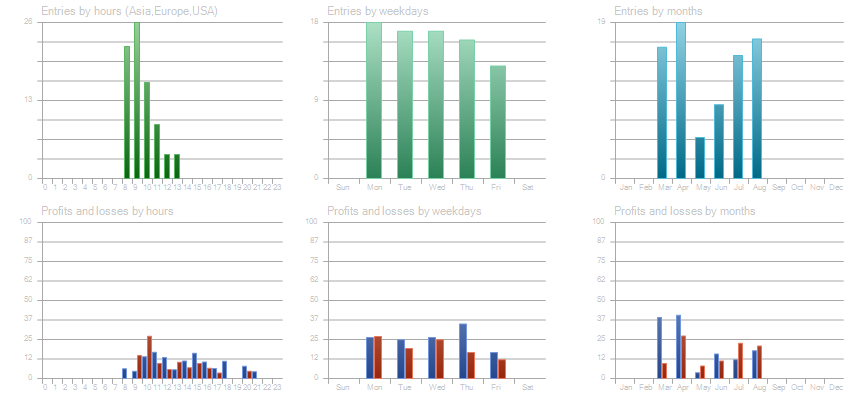 Entries by hours (Asia,Europe,USA)
26
13
0
0 1 2 3 4 5 6 7 8 9 10 11 12 13 14 15 16 17 18 19 20 21 22 23
Entries by weekdays
18
9
0
Sun Mon Tue Wed Thu Fri Sat
Entries by months
19
0
Jan Feb Mar Apr May Jun Jul Aug Sep Oct Nov Dec
Profits and losses by hours
100
87
75
62
50
37
25
12
0
0 1 2 3 4 5 6 7 8 9 10 11 12 13 14 15 16 17 18 19 20 21 22 23
Profits and losses by weekdays
100
87
75
62
50
37
25
12
0
Sun Mon Tue Wed Thu Fri Sat
Profits and losses by months
100
87
75
62
50
37
25
12
0
Jan Feb Mar Apr May Jun Jul Aug Sep Oct Nov Dec